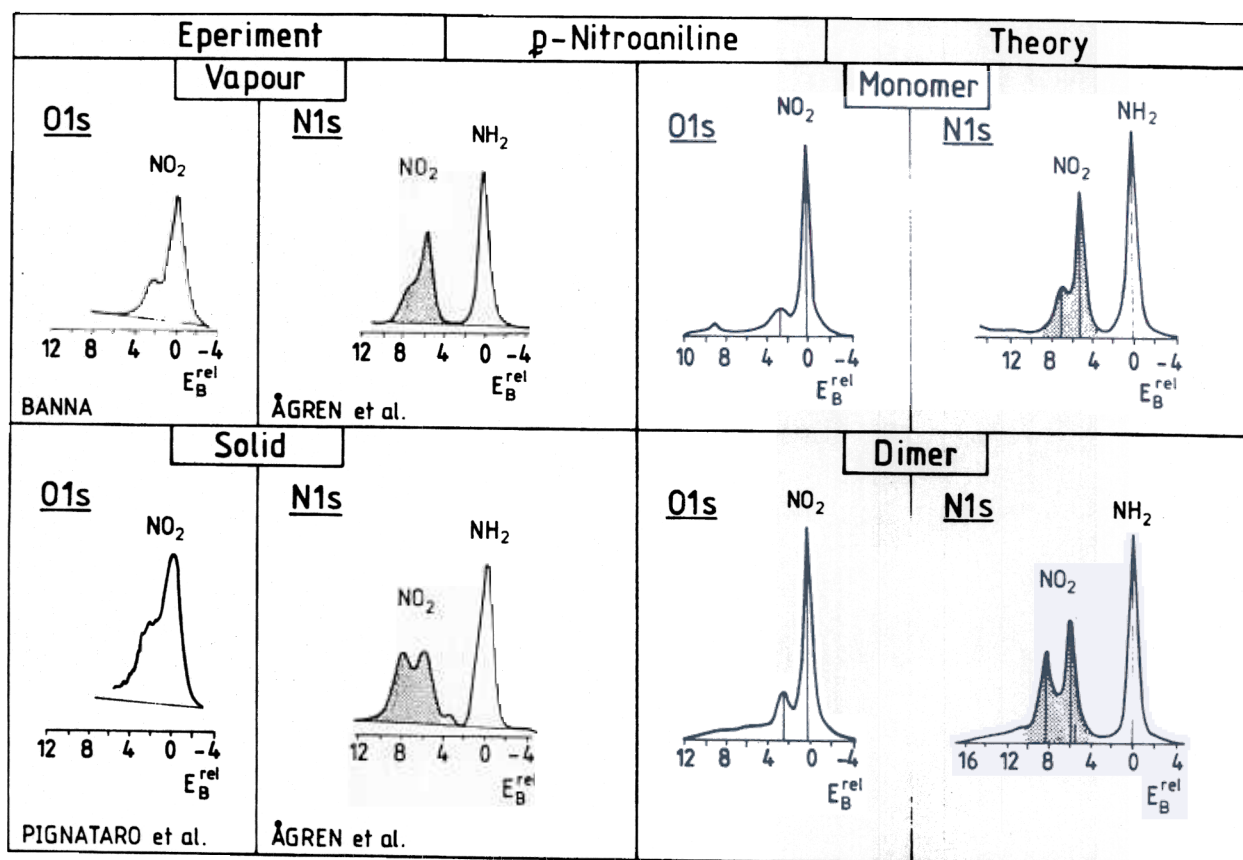 Eperiment p-Nitroaniline Theory
Vapour
O1s
NO2
12 8 4 0 -4
E_B^rel
BANNA
N1s
NO2
NH2
12 8 4 0 -4
E_B^rel
ÅGREN et al.
Monomer
O1s
NO2
10 8 4 0 -4
E_B^rel
N1s
NO2
NH2
12 8 4 0 4
E_B^rel
Solid
O1s
NO2
12 8 4 0 -4
E_B^rel
PIGNATARO et al.
N1s
NO2
NH2
12 8 4 0 -4
E_B^rel
ÅGREN et al.
Dimer
O1s
NO2
12 8 4 0 -4
E_B^rel
N1s
NO2
NH2
16 12 8 4 0 4
E_B^rel